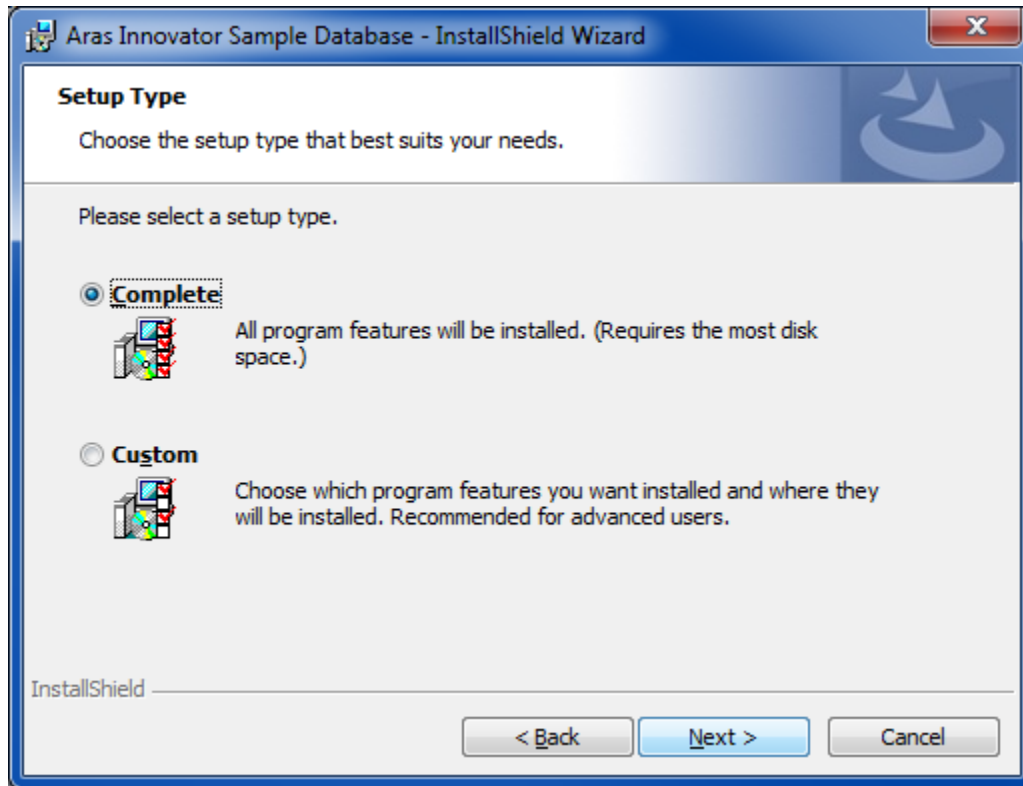 Aras Innovator Sample Database - InstallShield Wizard
Setup Type
Choose the setup type that best suits your needs.
Please select a setup type.
Complete
All program features will be installed. (Requires the most disk
space.)
Custom
Choose which program features you want installed and where they
will be installed. Recommended for advanced users.
InstallShield
< Back
Next >
Cancel